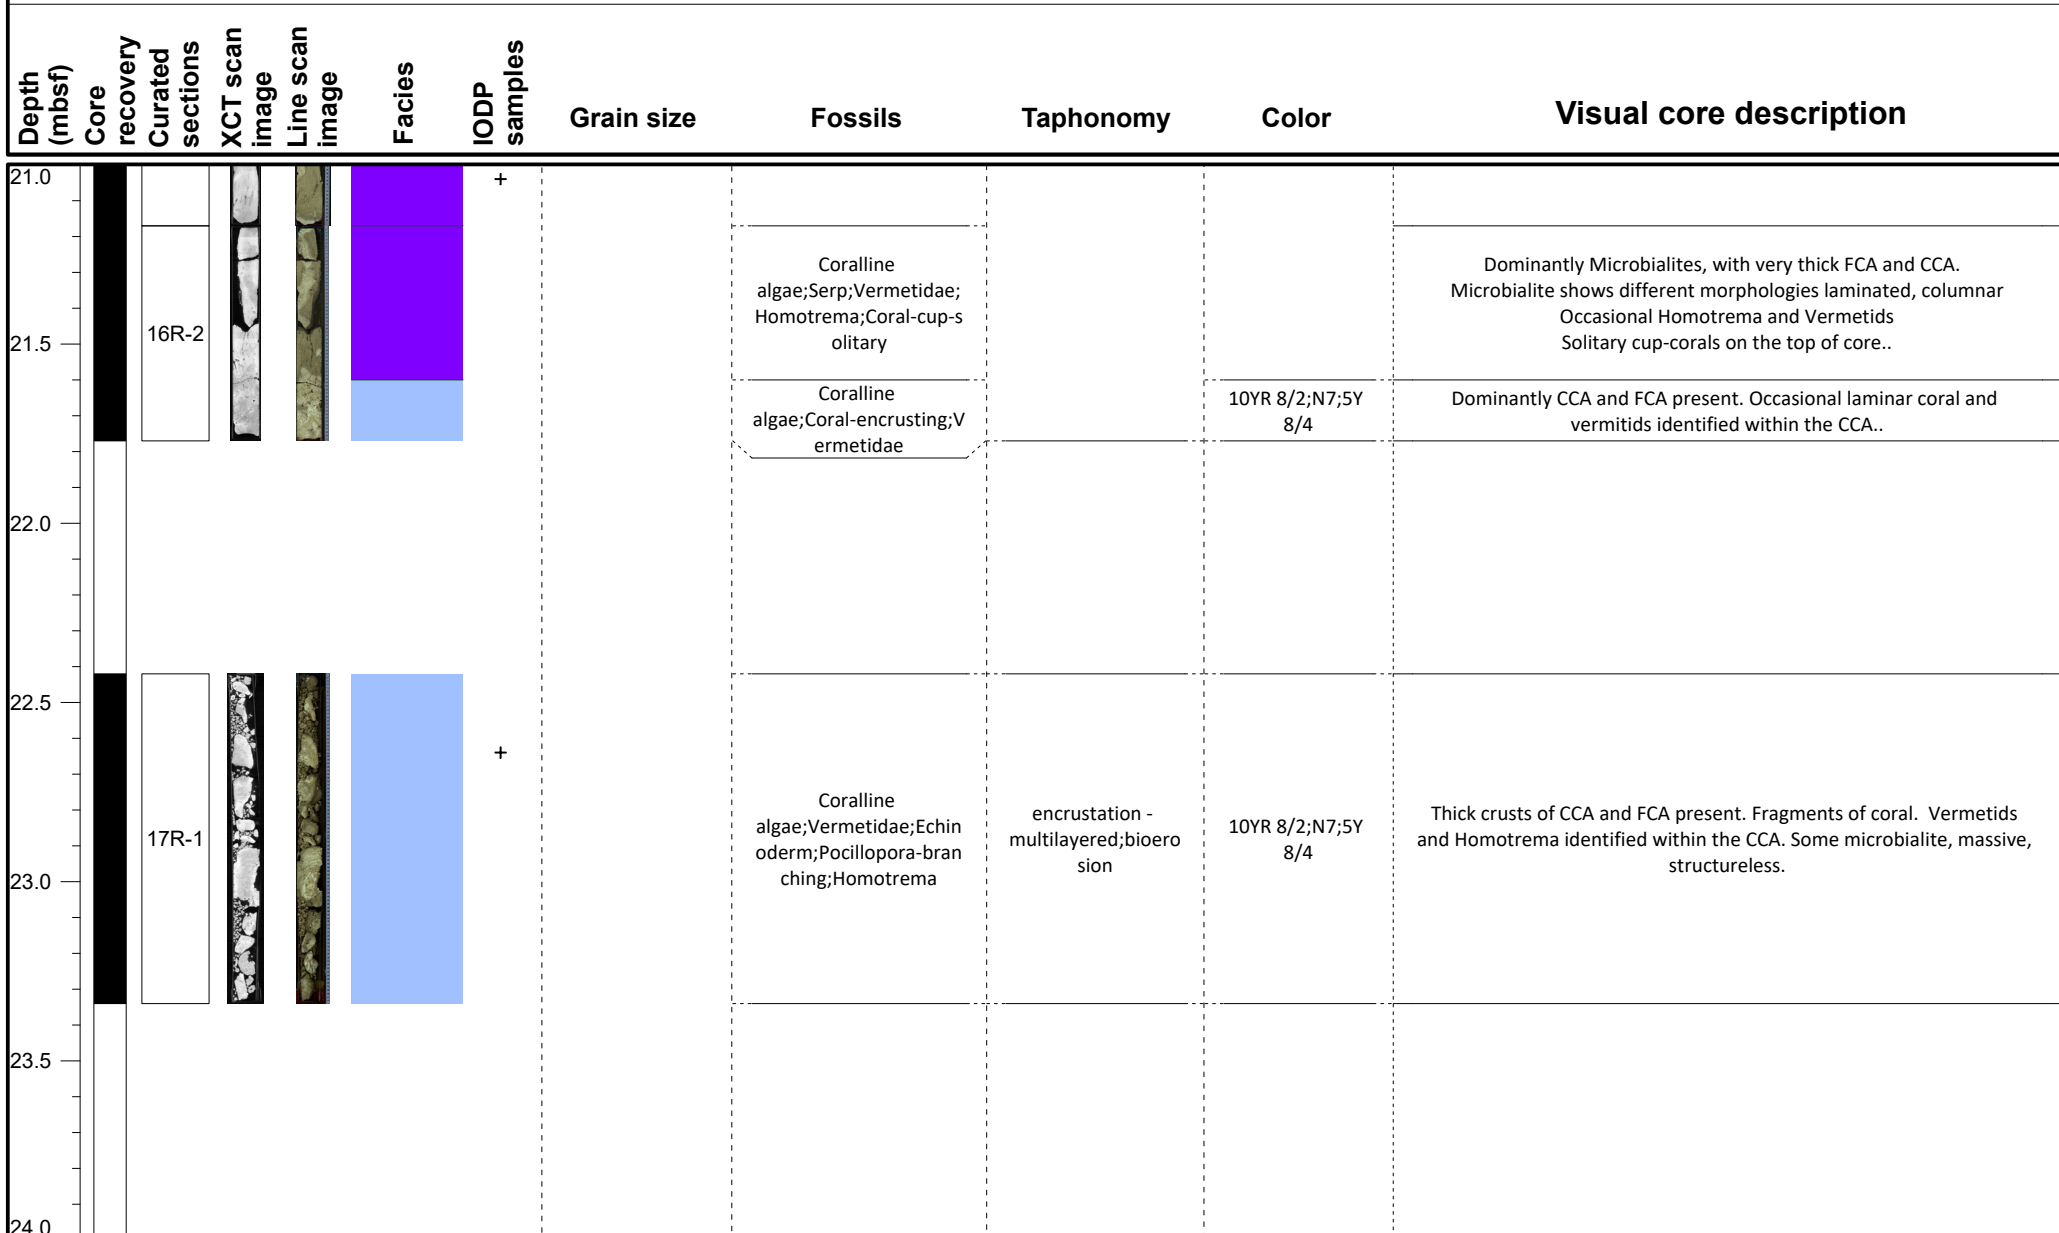 Depth
(mbsf)
Core
recovery
Curated
sections
XCT scan
image
Line scan
image
Facies
IODP
samples
Grain size
Fossils
Taphonomy
Color
Visual core description
21.0
+
Coralline
algae;Serp;Vermetidae;
Homotrema;Coral-cup-s
olitary
Dominantly Microbialites, with very thick FCA and CCA.
Microbialite shows different morphologies laminated, columnar
Occasional Homotrema and Vermetids
Solitary cup-corals on the top of core..
16R-2
21.5
Coralline
algae;Coral-encrusting;V
ermetidae
10YR 8/2;N7;5Y
8/4
Dominantly CCA and FCA present. Occasional laminar coral and
vermitids identified within the CCA..
22.0
22.5
+
17R-1
Coralline
algae;Vermetidae;Echin
oderm;Pocillopora-bran
ching;Homotrema
encrustation -
multilayered;bioero
sion
10YR 8/2;N7;5Y
8/4
Thick crusts of CCA and FCA present. Fragments of coral.  Vermetids
and Homotrema identified within the CCA. Some microbialite, massive,
structureless.
23.0
23.5
24.0